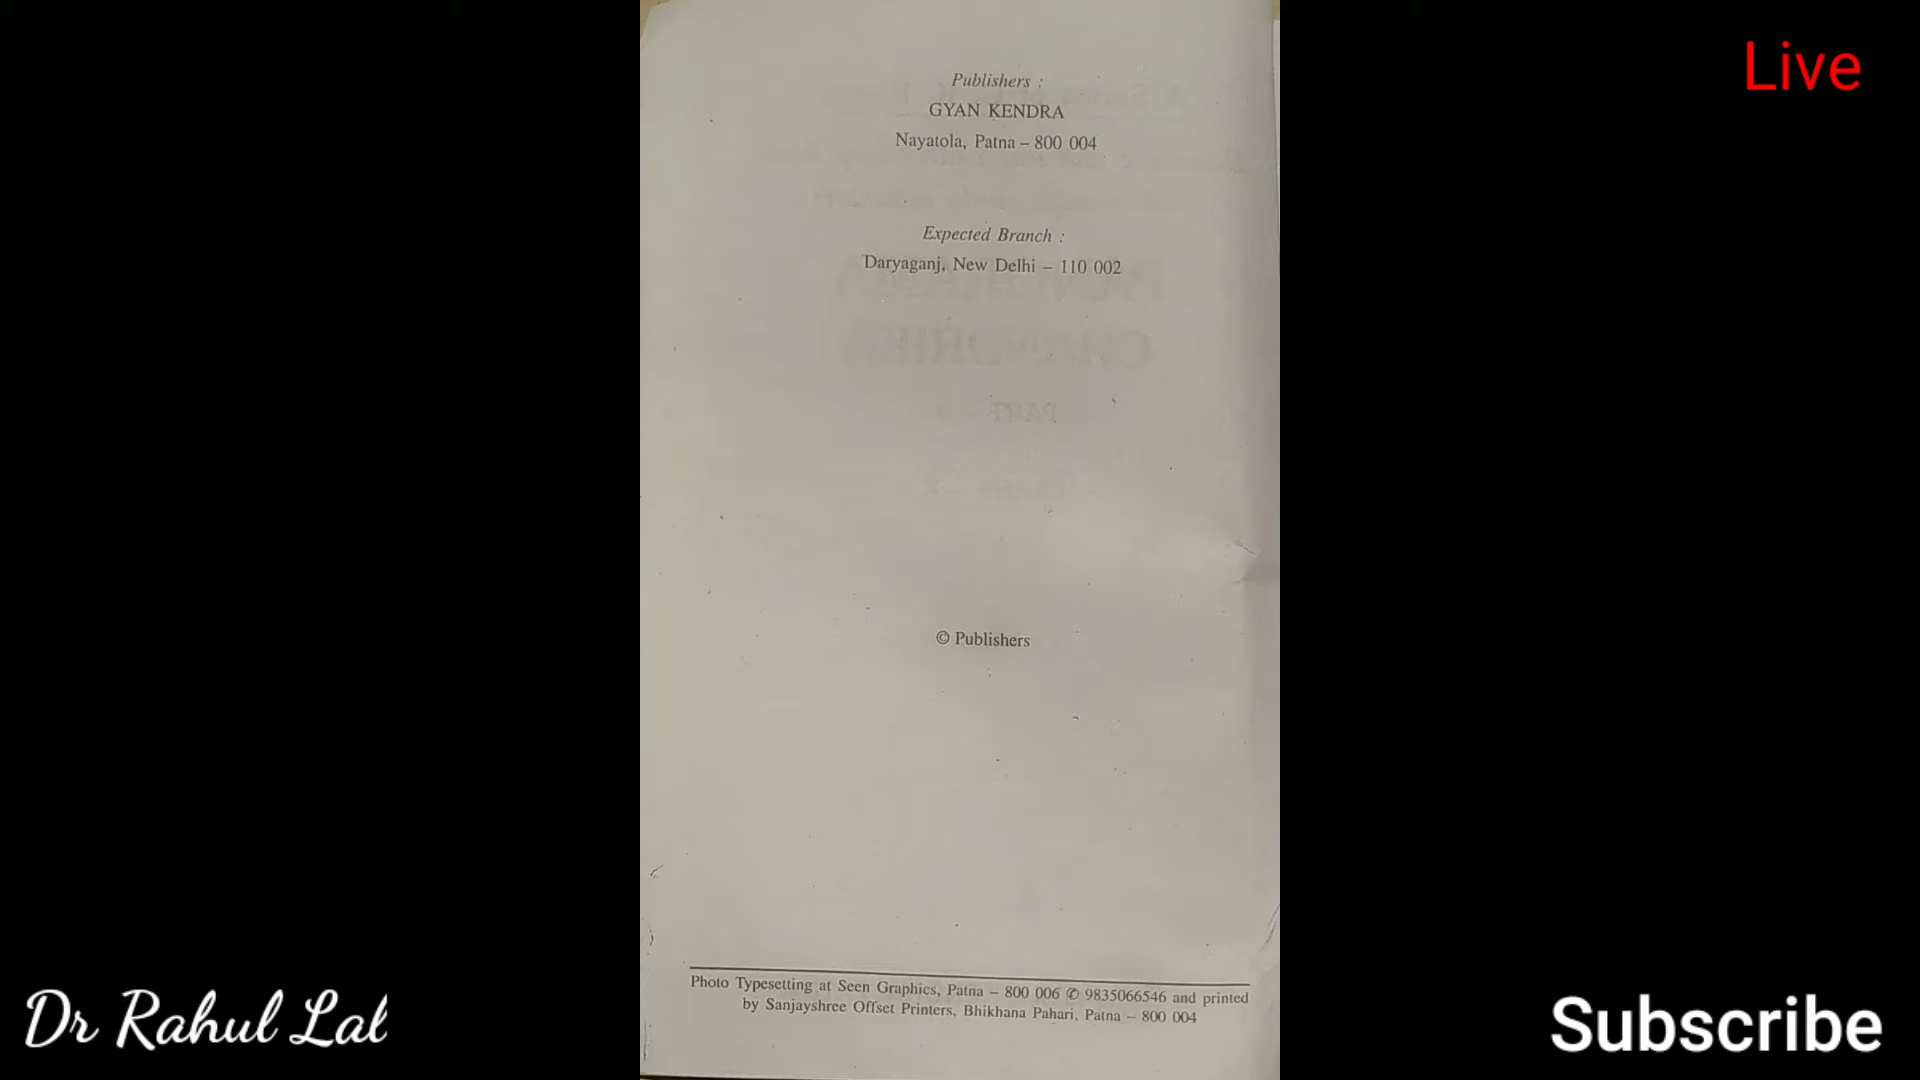 Live
Publishers :
GYAN KENDRA
Nayatola, Patna – 800 004
Expected Branch :
Daryaganj, New Delhi – 110 002
CHANDRIKA
PART
© Publishers
Photo Typesetting at Seen Graphics, Patna – 800 006 ✆ 9835066546 and printed
by Sanjayshree Offset Printers, Bhikhana Pahari, Patna – 800 004
Dr Rahul Lal
Subscribe